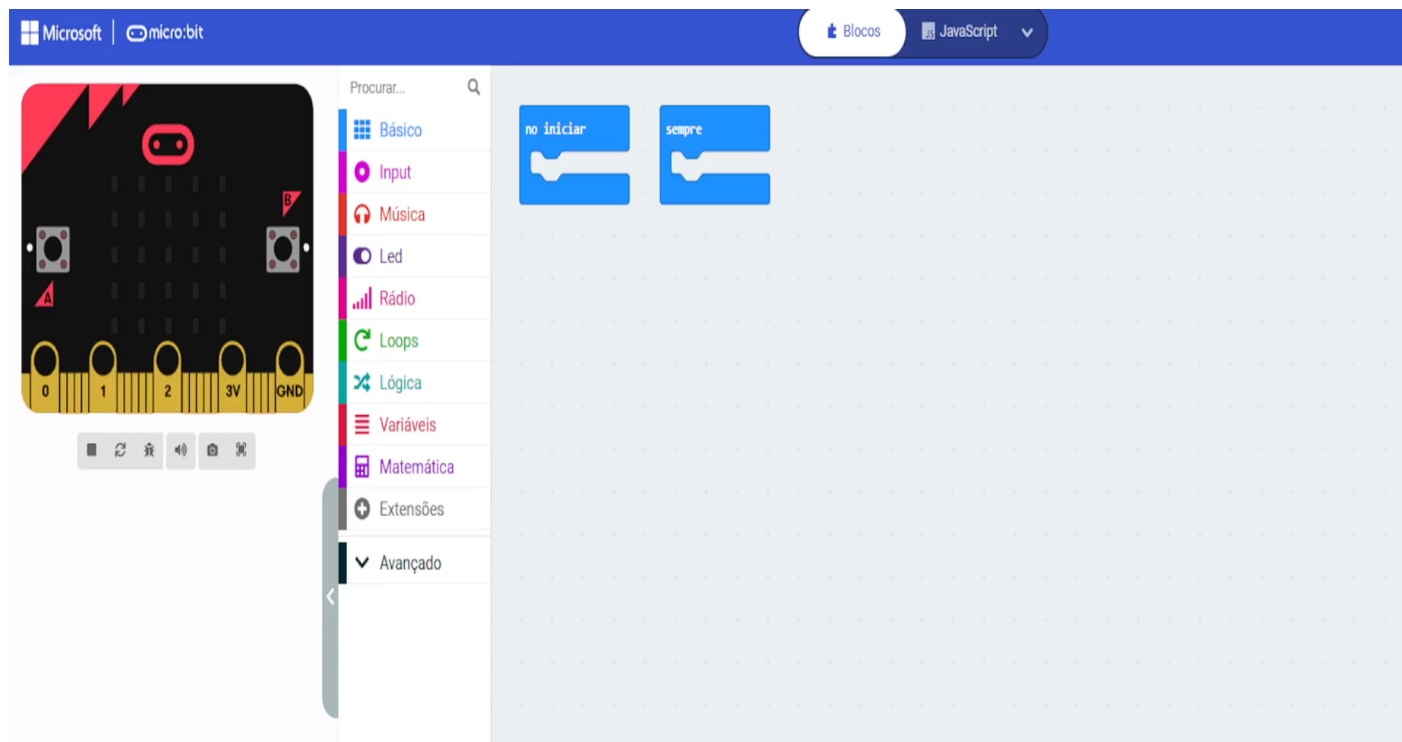 Microsoft micro:bit
Blocos
JS JavaScript
B
A
0 1 2 3V GND
Procurar...
Básico
Input
Música
Led
Rádio
Loops
Lógica
Variáveis
Matemática
Extensões
Avançado
no iniciar
sempre